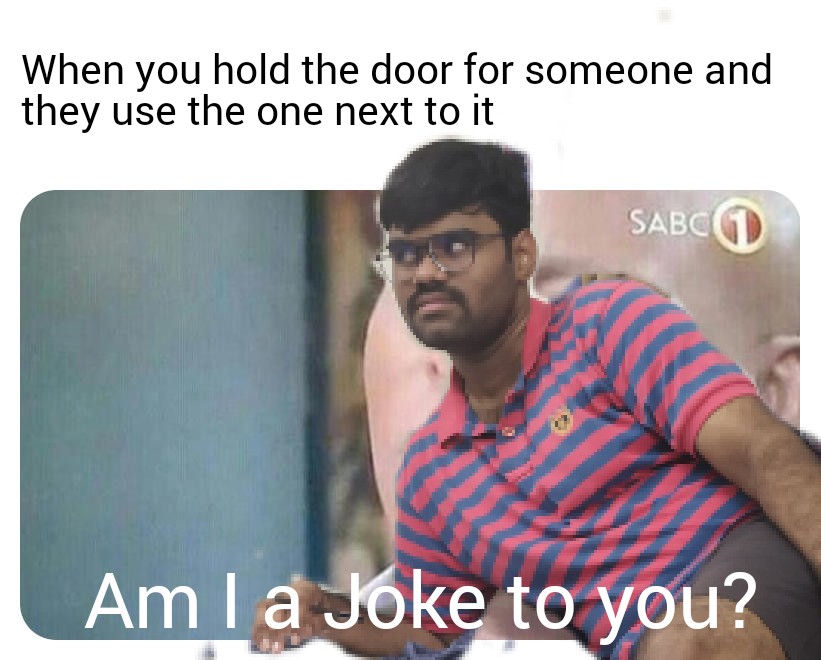 When you hold the door for someone and
they use the one next to it
SABC 1
Am I a Joke to you?